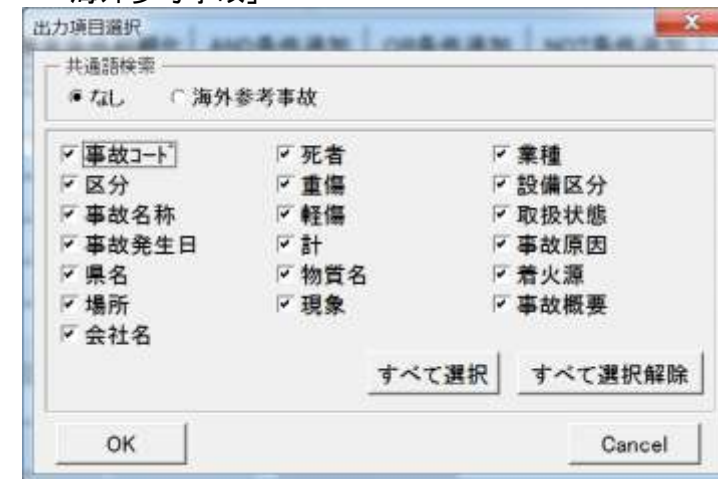 海外参考事故」
出力項目選択
共通語検索
なし 海外参考事故
事故コード 死者 業種
区分 重傷 設備区分
事故名称 軽傷 取扱状態
事故発生日 計 事故原因
県名 物質名 着火源
場所 現象 事故概要
会社名
すべて選択 すべて選択解除
OK Cancel